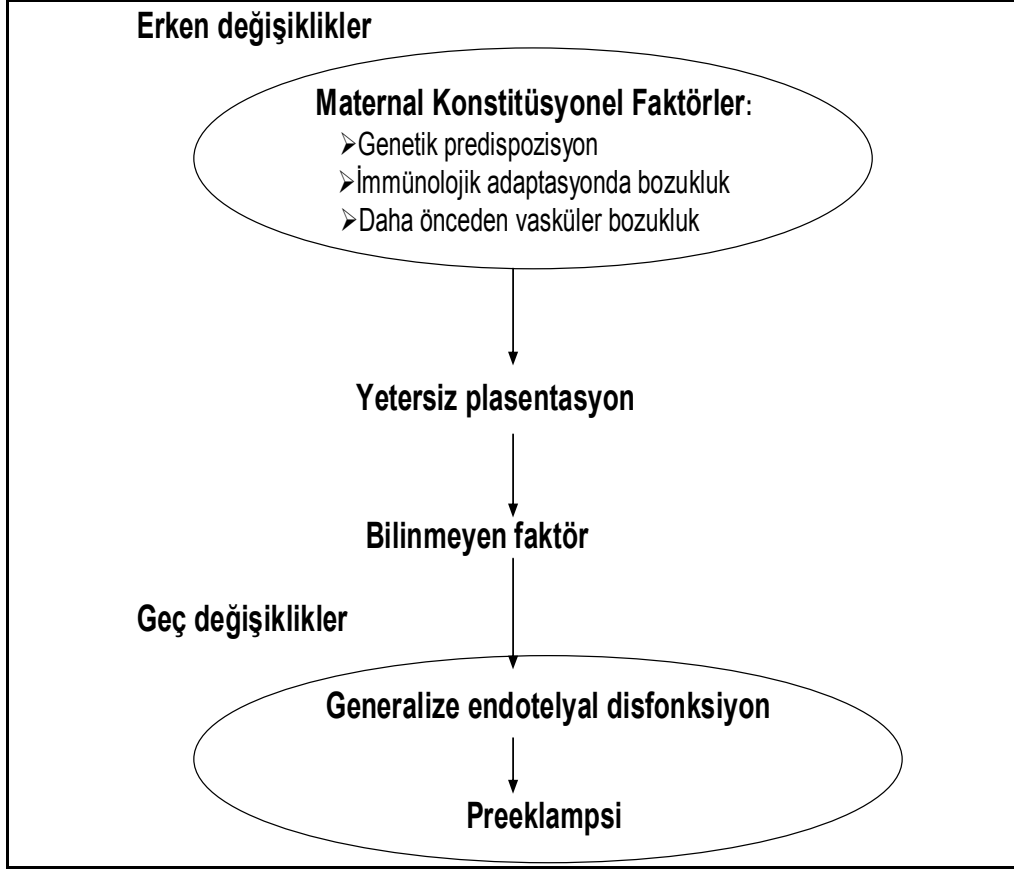 Erken değişiklikler
Maternal Konstitüsyonel Faktörler:
➢Genetik predispozisyon
➢İmmünolojik adaptasyonda bozukluk
➢Daha önceden vasküler bozukluk
Yetersiz plasentasyon
Bilinmeyen faktör
Geç değişiklikler
Generalize endotelyal disfonksiyon
Preeklampsi